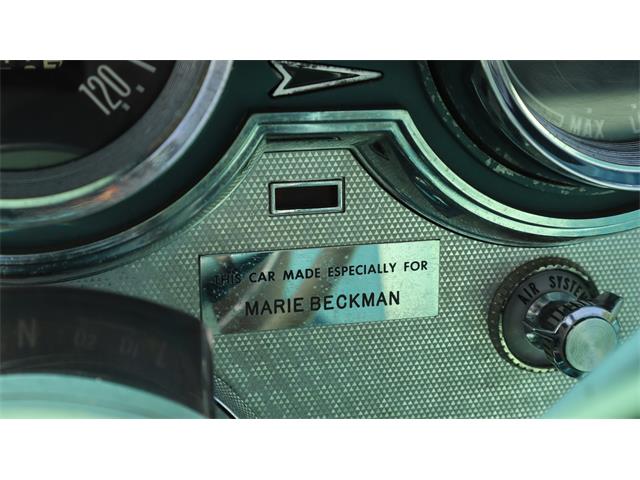 120
MAX
THIS CAR MADE ESPECIALLY FOR
MARIE BECKMAN
AIR SYSTEM
N